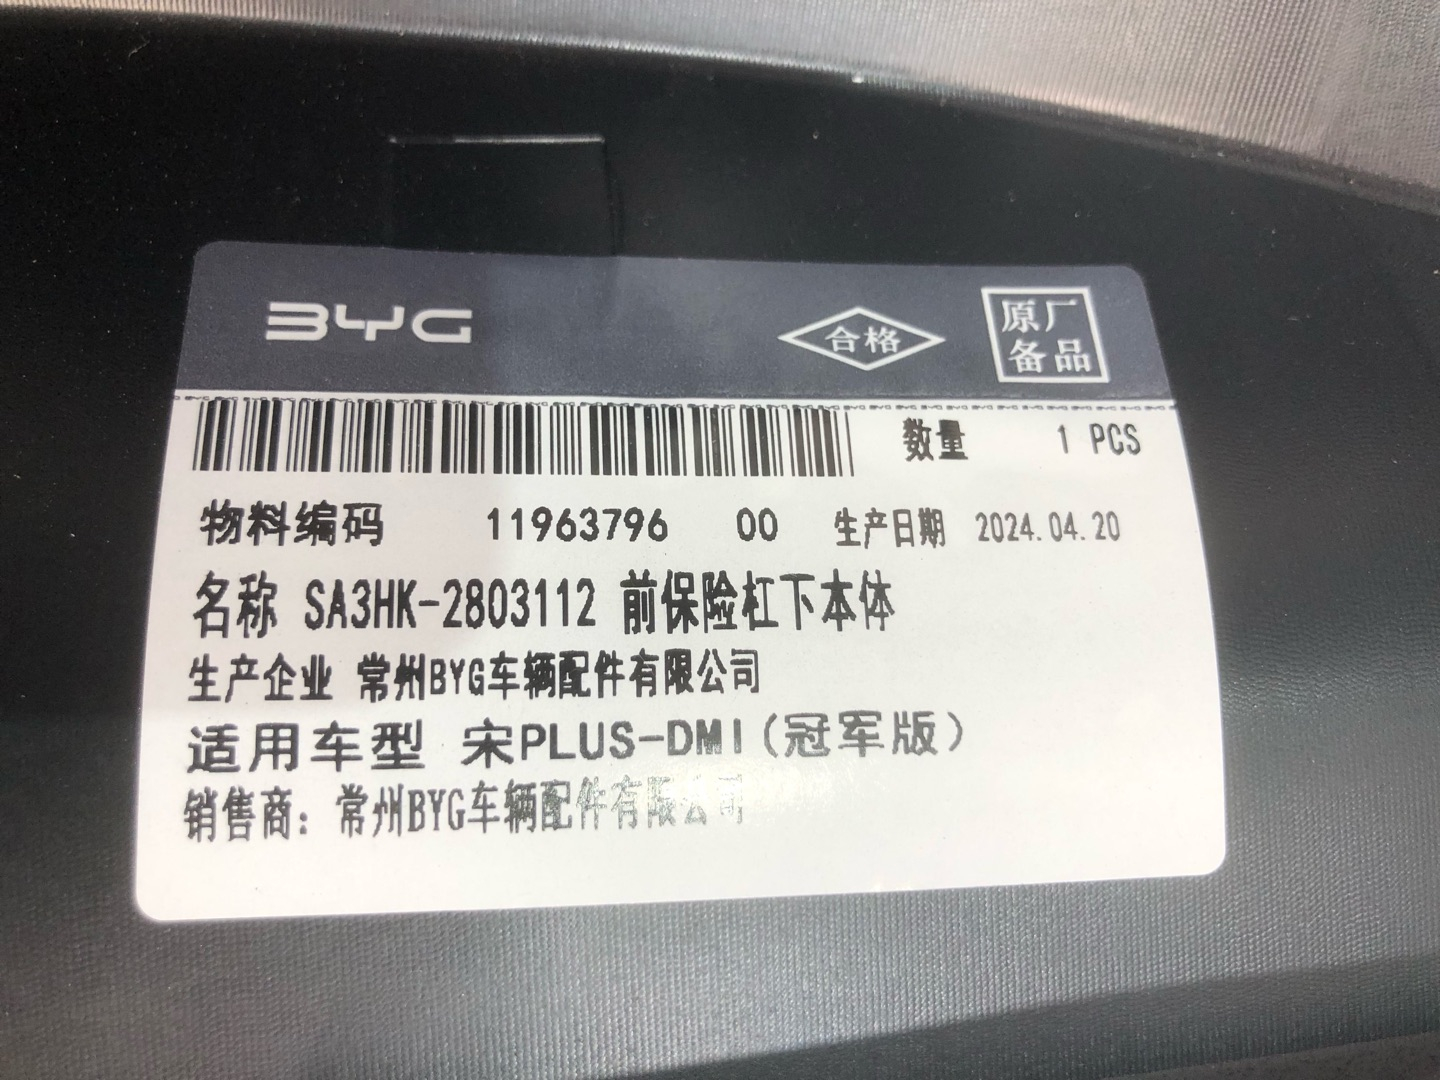 BYG
合格
原厂
备品
数量 1 PCS
物料编码 11963796 00 生产日期 2024.04.20
名称 SA3HK-2803112 前保险杠下本体
生产企业 常州BYG车辆配件有限公司
适用车型 宋PLUS-DMI(冠军版)
销售商: 常州BYG车辆配件有限公司